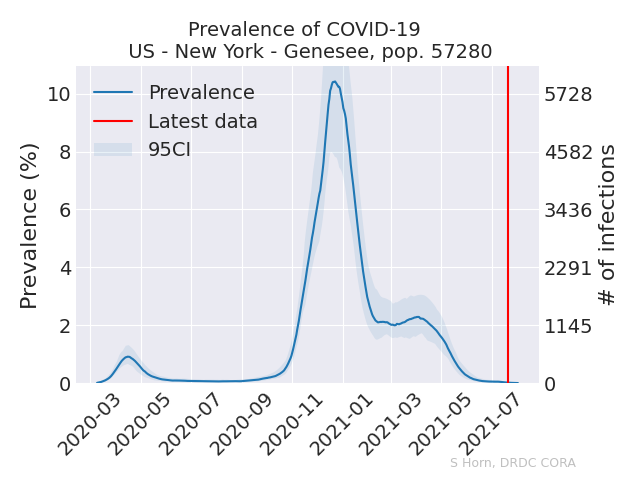 Prevalence of COVID-19
US - New York - Genesee, pop. 57280
Prevalence (%)
10
8
6
4
2
0
Prevalence
Latest data
95CI
5728
4582
3436
2291
1145
0
# of infections
2020-03
2020-05
2020-07
2020-09
2020-11
2021-01
2021-03
2021-05
2021-07
S Horn, DRDC CORA